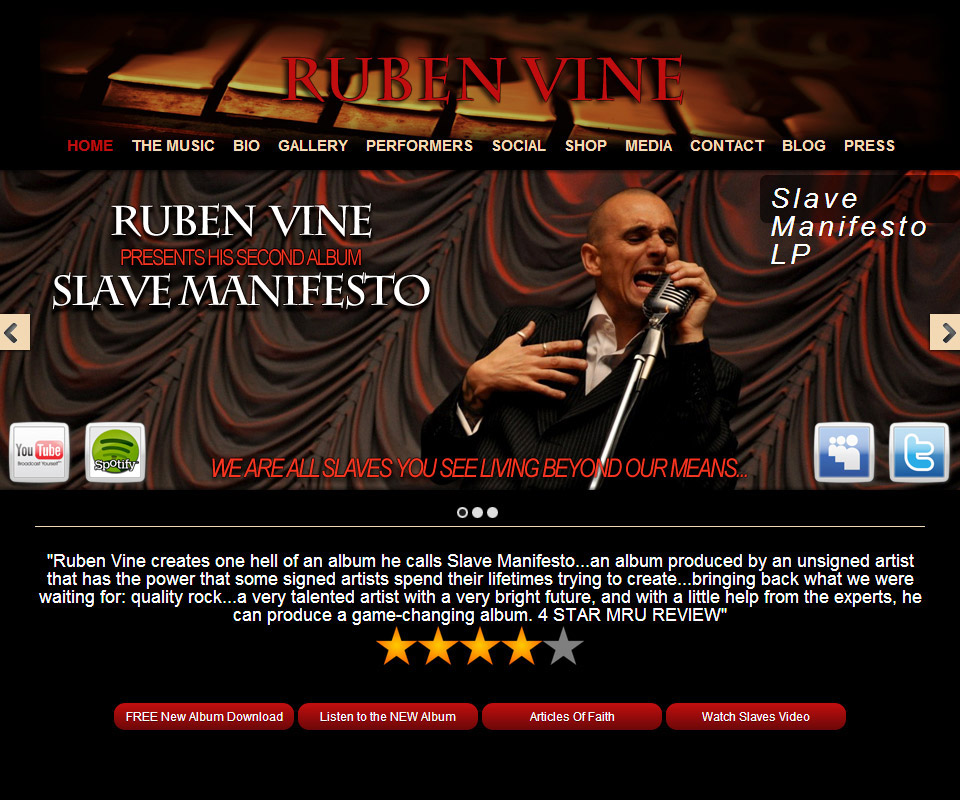 RUBEN VINE
HOME THE MUSIC BIO GALLERY PERFORMERS SOCIAL SHOP MEDIA CONTACT BLOG PRESS
RUBEN VINE
PRESENTS HIS SECOND ALBUM
SLAVE MANIFESTO
Slave
Manifesto
LP
You Tube
Broadcast Yourself™
Spotify
WE ARE ALL SLAVES YOU SEE LIVING BEYOND OUR MEANS...
t
"Ruben Vine creates one hell of an album he calls Slave Manifesto...an album produced by an unsigned artist
that has the power that some signed artists spend their lifetimes trying to create...bringing back what we were
waiting for: quality rock...a very talented artist with a very bright future, and with a little help from the experts, he
can produce a game-changing album. 4 STAR MRU REVIEW"
FREE New Album Download Listen to the NEW Album Articles Of Faith Watch Slaves Video